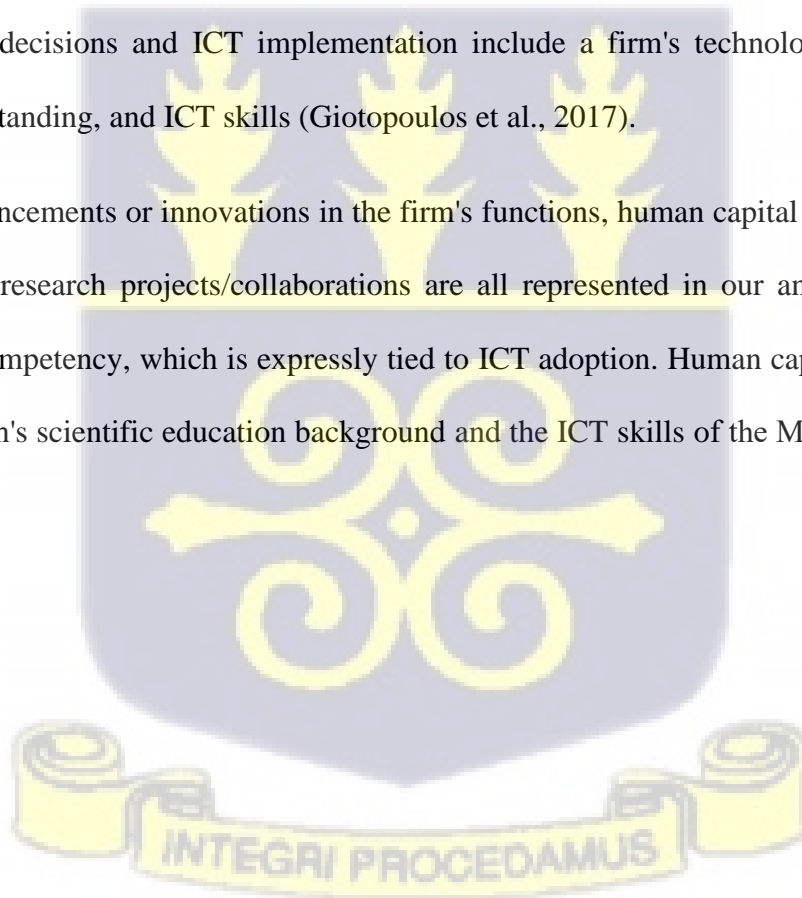 decisions and ICT implementation include a firm's technolo
tanding, and ICT skills (Giotopoulos et al., 2017).
ncements or innovations in the firm's functions, human capital
research projects/collaborations are all represented in our an
mpetency, which is expressly tied to ICT adoption. Human cap
n's scientific education background and the ICT skills of the M
INTEGRI PROCEDAMUS